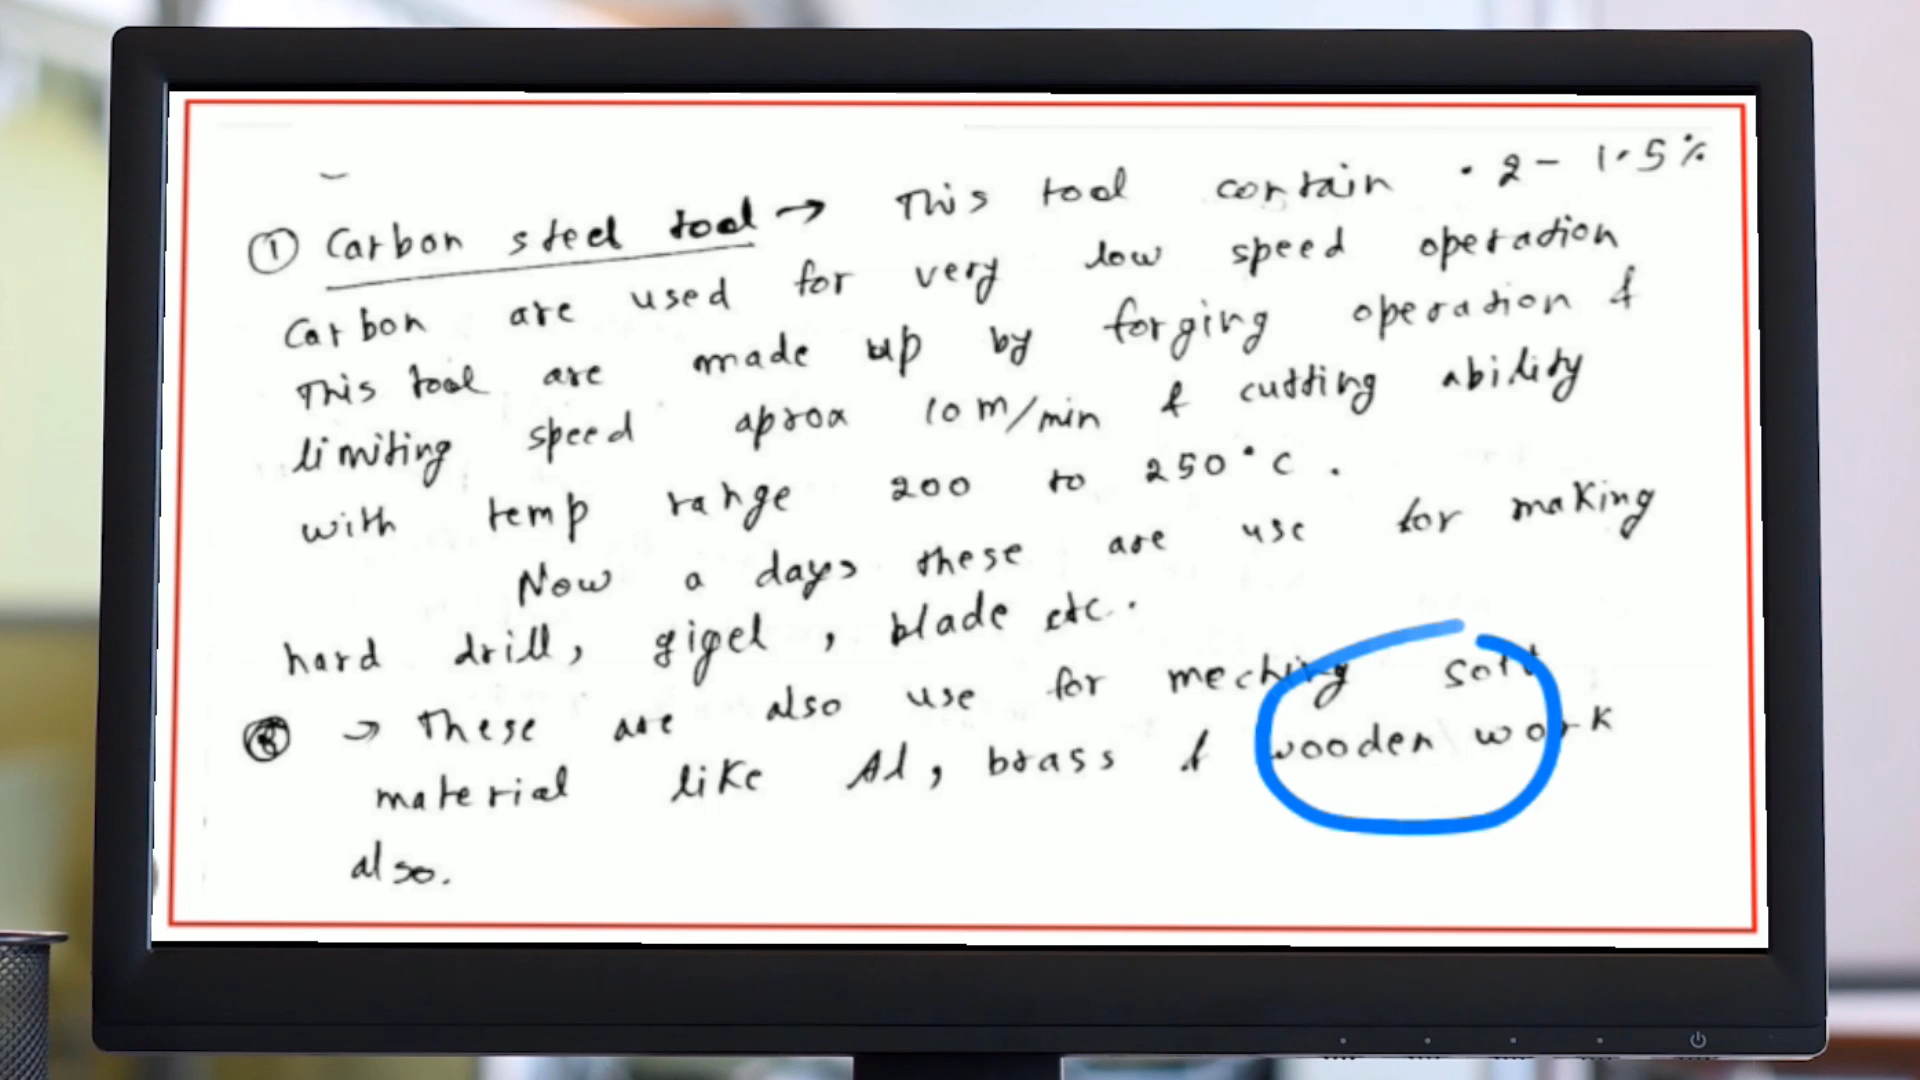 ① Carbon steel tool → This tool contain .2 - 1.5%
Carbon are used for very low speed operation
This tool are made up by forging operation &
limiting speed aprox 10 m/min & cutting ability
with temp range 200 to 250°C.
Now a days these are use for making
hard drill, gigel, blade etc.
→ These are also use for meching soft
material like Al, brass & wooden work
also.